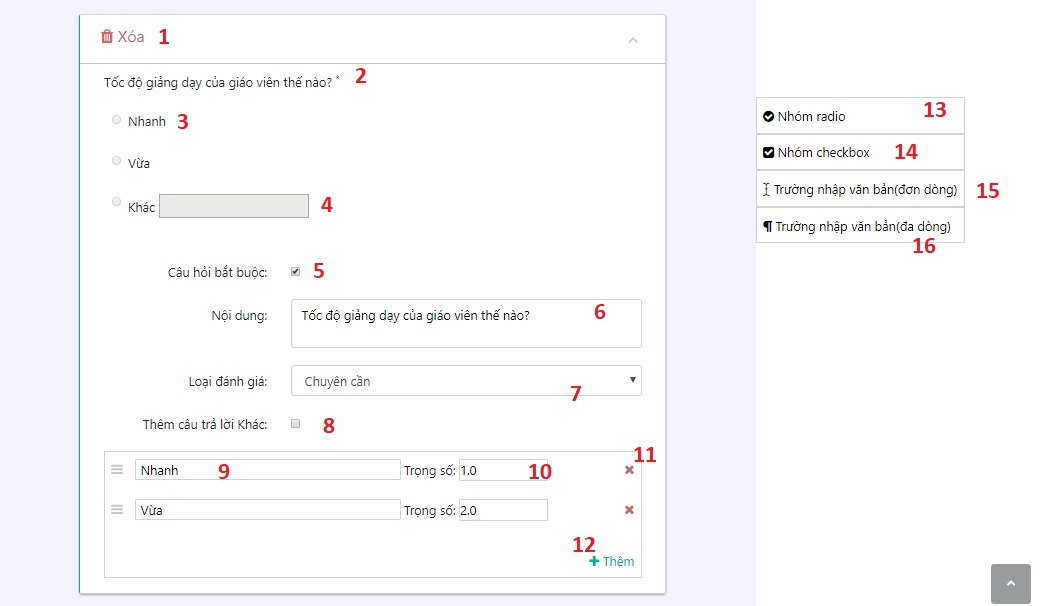 Xóa 1
Tốc độ giảng dạy của giáo viên thế nào? * 2
Nhanh 3
Vừa
Khác 4
Câu hỏi bắt buộc: 5
Nội dung: Tốc độ giảng dạy của giáo viên thế nào? 6
Loại đánh giá: Chuyên cần 7
Thêm câu trả lời Khác: 8
Nhanh 9 Trọng số: 1.0 10 11
Vừa Trọng số: 2.0
12
Thêm
Nhóm radio 13
Nhóm checkbox 14
Trường nhập văn bản(đơn dòng) 15
Trường nhập văn bản(đa dòng)
16